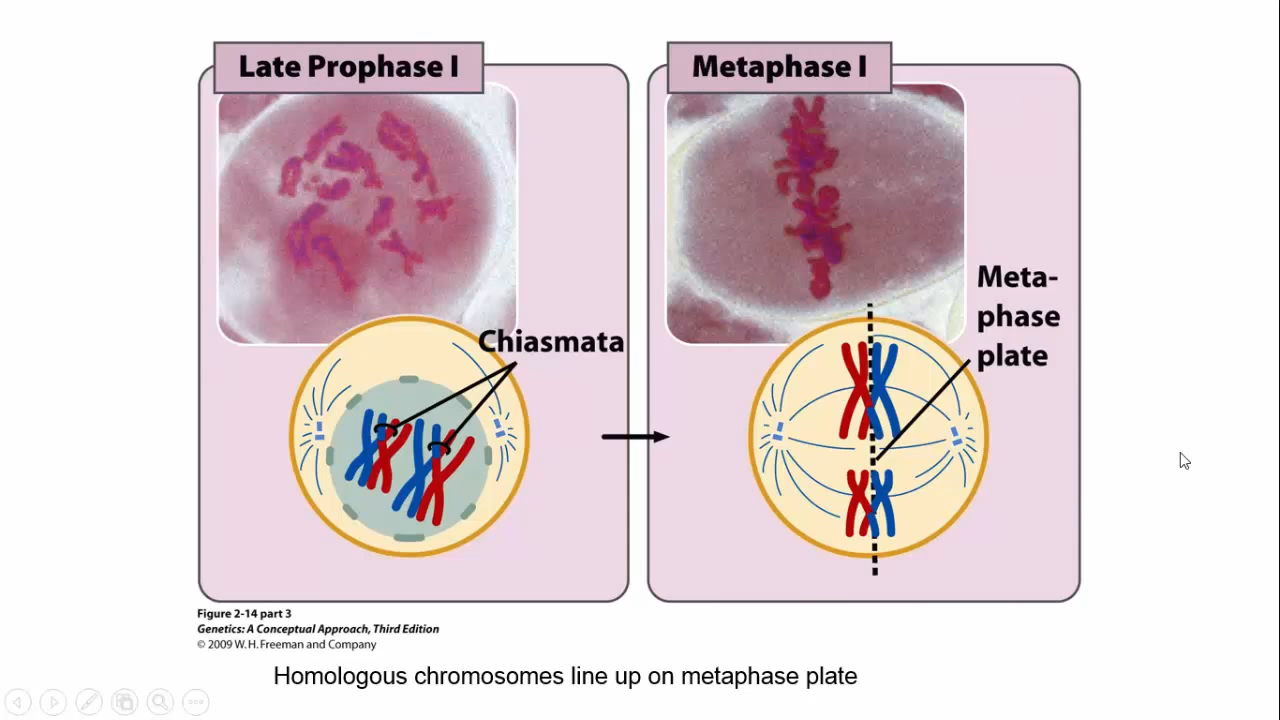 Late Prophase I
Metaphase I
Chiasmata
Meta-
phase
plate
Figure 2-14 part 3
Genetics: A Conceptual Approach, Third Edition
© 2009 W. H. Freeman and Company
Homologous chromosomes line up on metaphase plate